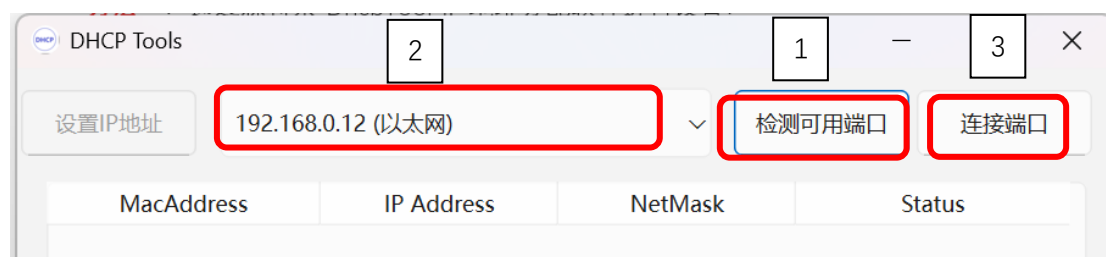 DHCP
DHCP Tools
2
1
3
设置IP地址
192.168.0.12 (以太网)
检测可用端口
连接端口
MacAddress
IP Address
NetMask
Status